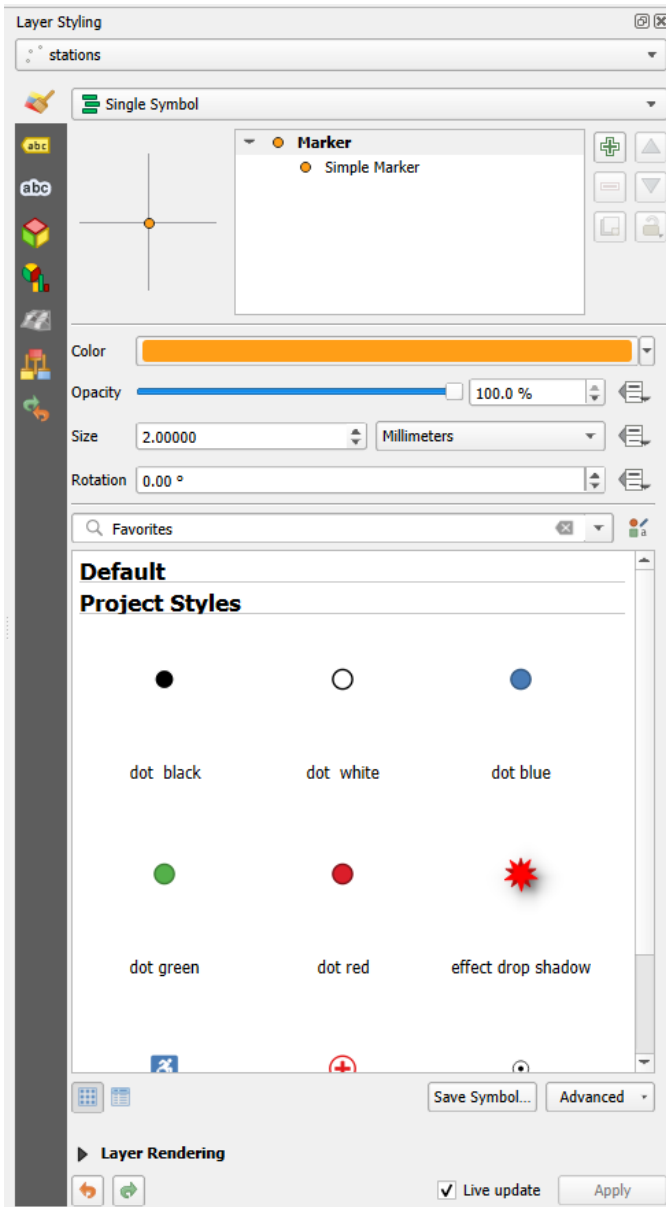 Layer Styling
stations
Single Symbol
abc
Marker
Simple Marker
abc
Color
Opacity 100.0 %
Size 2.00000 Millimeters
Rotation 0.00 °
Favorites
a
Default
Project Styles
dot black dot white dot blue
dot green dot red effect drop shadow
Save Symbol... Advanced
Layer Rendering
Live update Apply